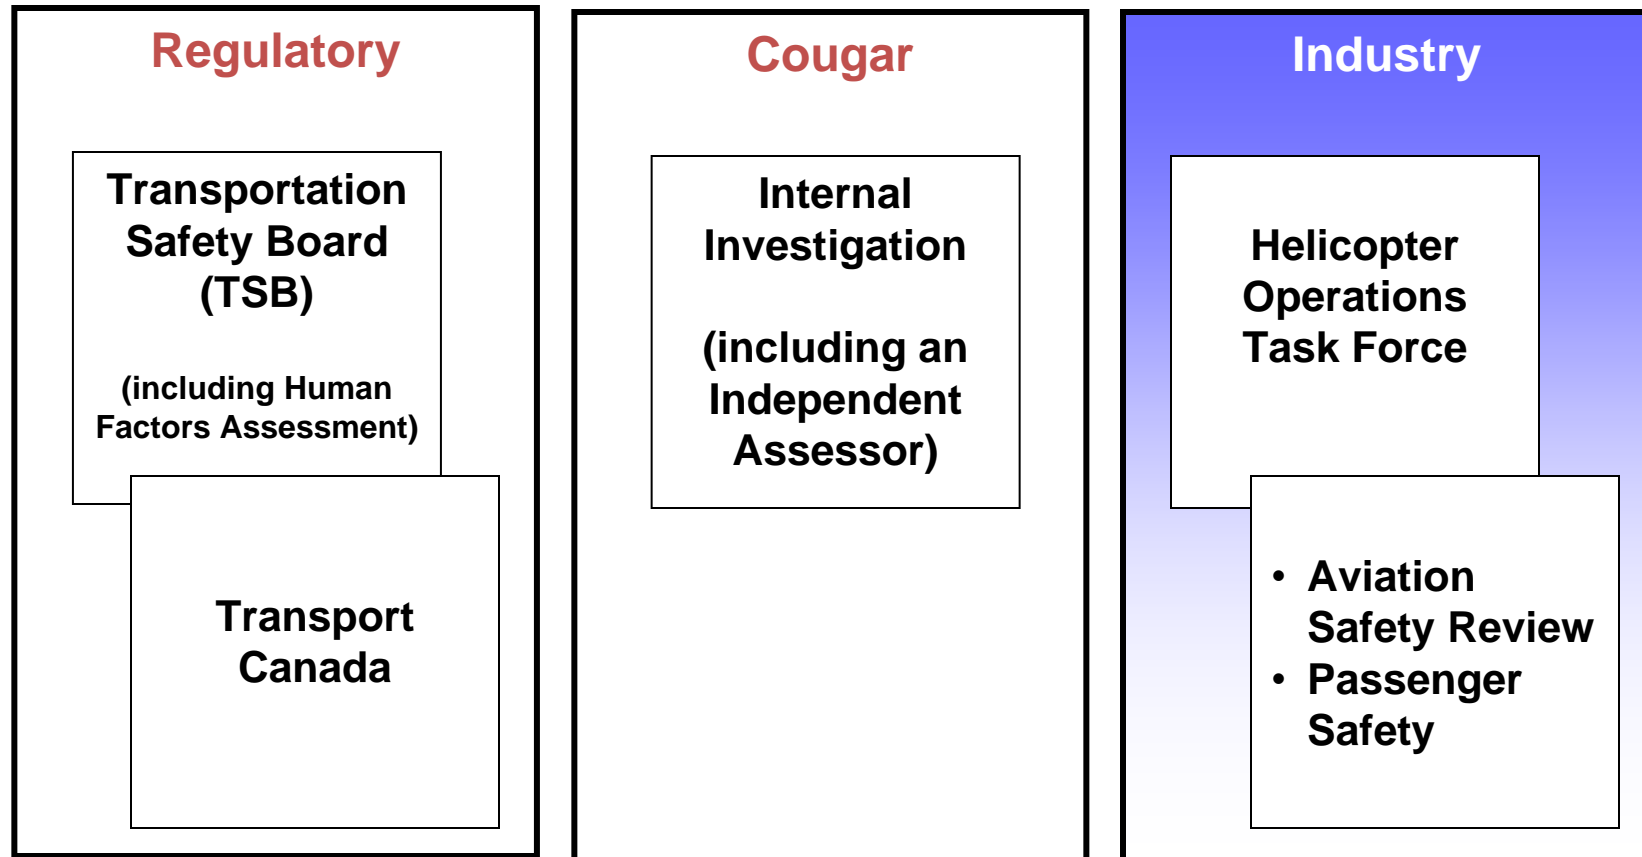 Regulatory
Transportation
Safety Board
(TSB)
(including Human
Factors Assessment)
Transport
Canada
Cougar
Internal
Investigation
(including an
Independent
Assessor)
Industry
Helicopter
Operations
Task Force
• Aviation
Safety Review
• Passenger
Safety